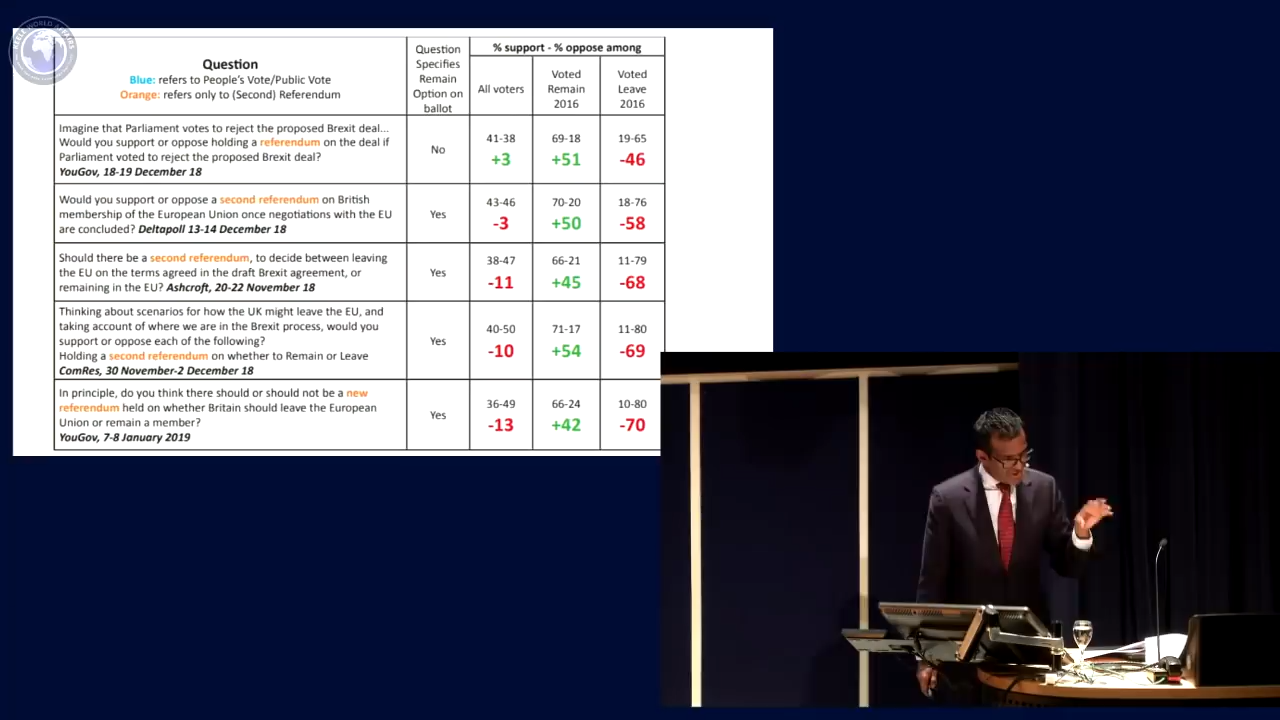 KEELE WORLD AFFAIRS
Question
Blue: refers to People's Vote/Public Vote
Orange: refers only to (Second) Referendum
Question
Specifies
Remain
Option on
ballot
% support - % oppose among
All voters
Voted
Remain
2016
Voted
Leave
2016
Imagine that Parliament votes to reject the proposed Brexit deal...
Would you support or oppose holding a referendum on the deal if
Parliament voted to reject the proposed Brexit deal?
YouGov, 18-19 December 18
No
41-38
+3
69-18
+51
19-65
-46
Would you support or oppose a second referendum on British
membership of the European Union once negotiations with the EU
are concluded? Deltapoll 13-14 December 18
Yes
43-46
-3
70-20
+50
18-76
-58
Should there be a second referendum, to decide between leaving
the EU on the terms agreed in the draft Brexit agreement, or
remaining in the EU? Ashcroft, 20-22 November 18
Yes
38-47
-11
66-21
+45
11-79
-68
Thinking about scenarios for how the UK might leave the EU, and
taking account of where we are in the Brexit process, would you
support or oppose each of the following?
Holding a second referendum on whether to Remain or Leave
ComRes, 30 November-2 December 18
Yes
40-50
-10
71-17
+54
11-80
-69
In principle, do you think there should or should not be a new
referendum held on whether Britain should leave the European
Union or remain a member?
YouGov, 7-8 January 2019
Yes
36-49
-13
66-24
+42
10-80
-70